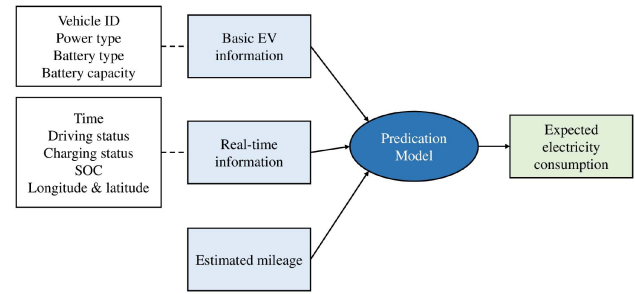 Vehicle ID
Power type
Battery type
Battery capacity
Basic EV
information
Time
Driving status
Charging status
SOC
Longitude & latitude
Real-time
information
Predication
Model
Expected
electricity
consumption
Estimated mileage